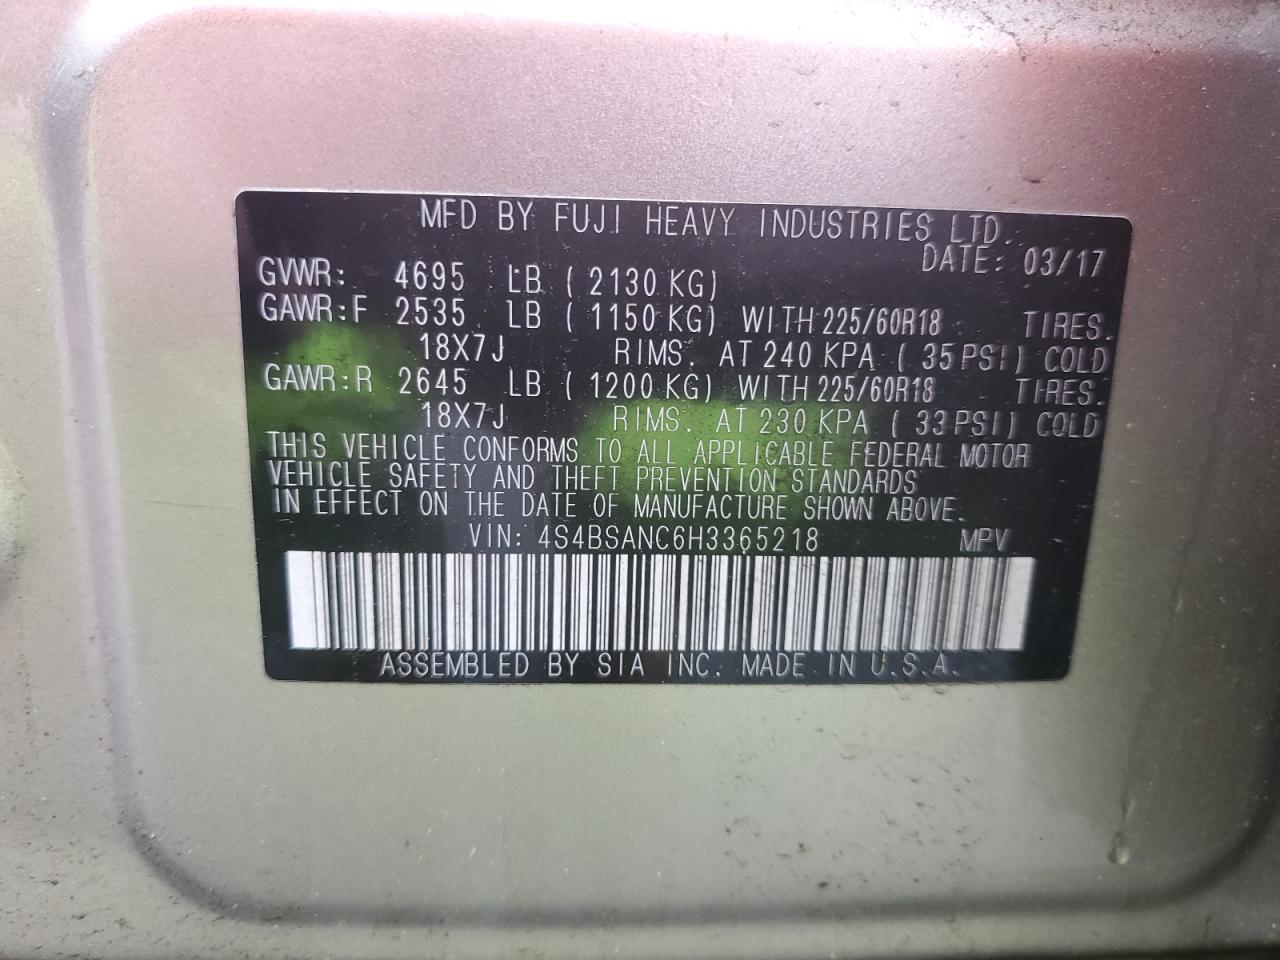 MFD BY FUJI HEAVY INDUSTRIES LTD.
DATE: 03/17
GVWR: 4695 LB ( 2130 KG)
GAWR:F 2535 LB ( 1150 KG) WITH 225/60R18 TIRES.
18X7J RIMS. AT 240 KPA ( 35 PSI) COLD
GAWR:R 2645 LB ( 1200 KG) WITH 225/60R18 TIRES.
18X7J RIMS. AT 230 KPA ( 33 PSI) COLD
THIS VEHICLE CONFORMS TO ALL APPLICABLE FEDERAL MOTOR
VEHICLE SAFETY AND THEFT PREVENTION STANDARDS
IN EFFECT ON THE DATE OF MANUFACTURE SHOWN ABOVE.
VIN: 4S4BSANC6H3365218 MPV
ASSEMBLED BY SIA INC. MADE IN U.S.A.